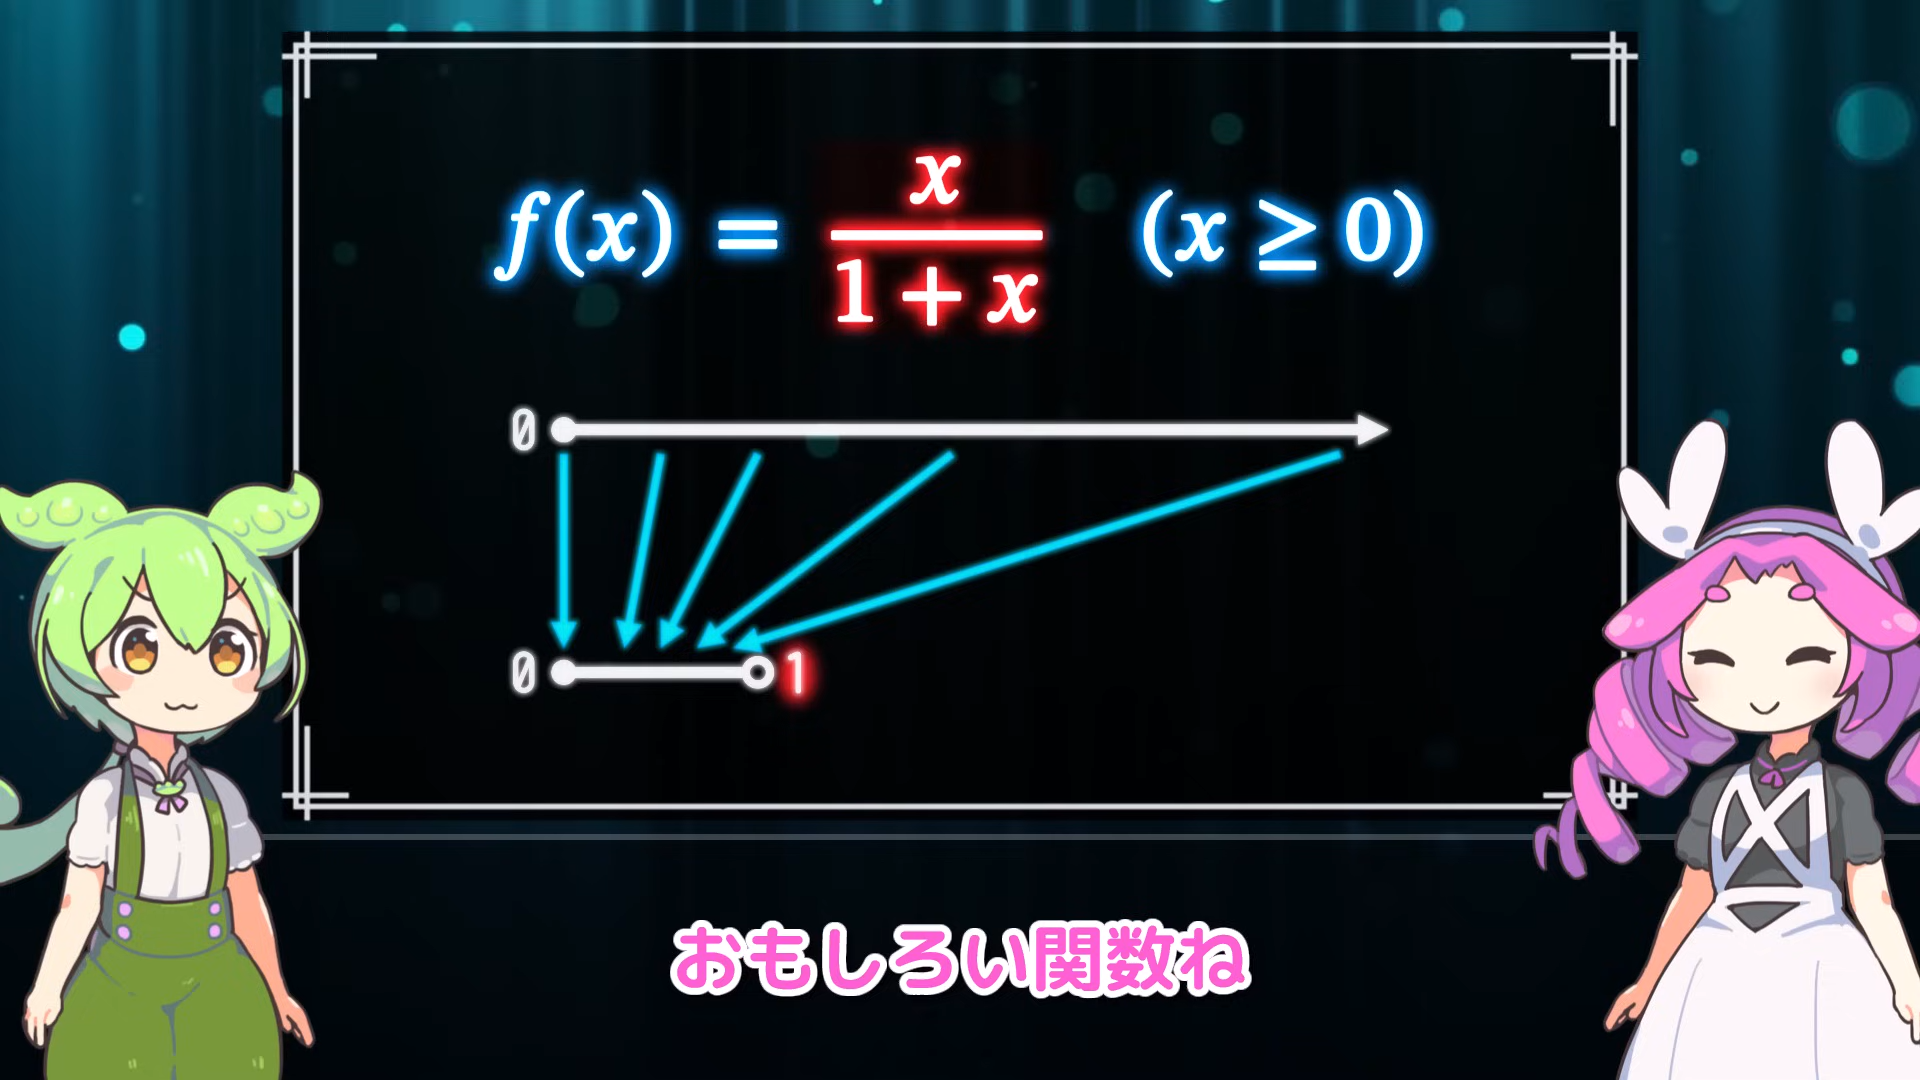 f(x) = x/(1 + x) (x ≥ 0)
0
0 1
おもしろい関数ね